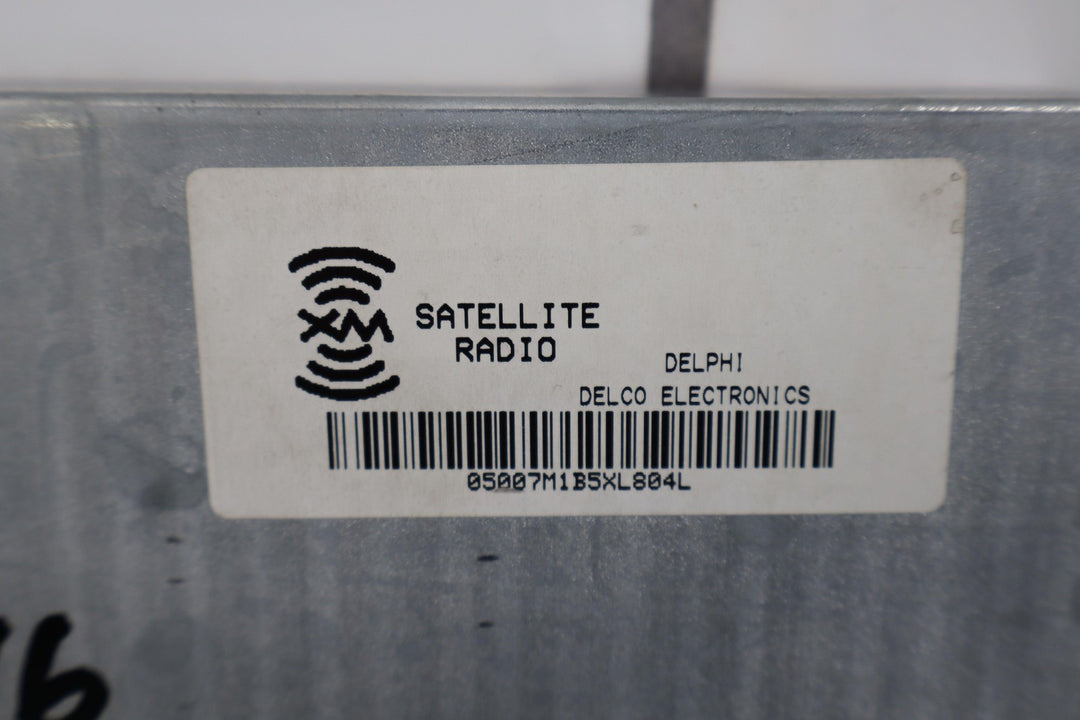 XM SATELLITE
RADIO
DELPHI
DELCO ELECTRONICS
05007M1B5XL804L